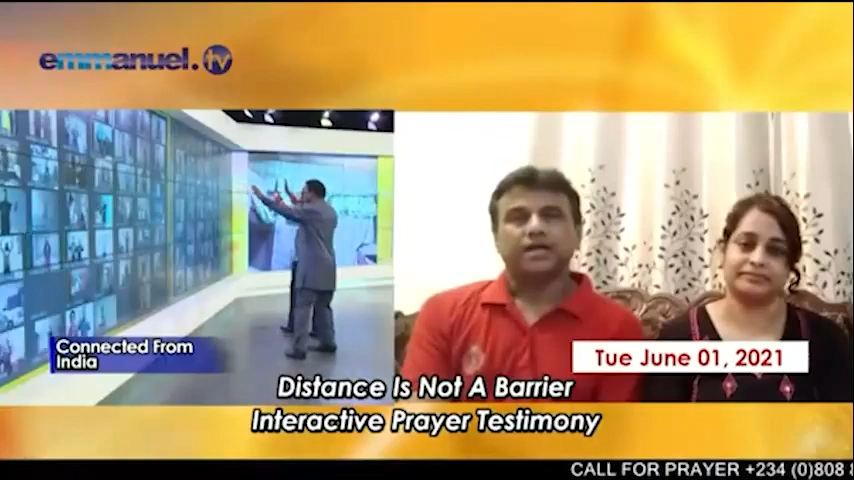 emmanuel.tv
Connected From
India
Tue June 01, 2021
Distance Is Not A Barrier
Interactive Prayer Testimony
CALL FOR PRAYER +234 (0)808